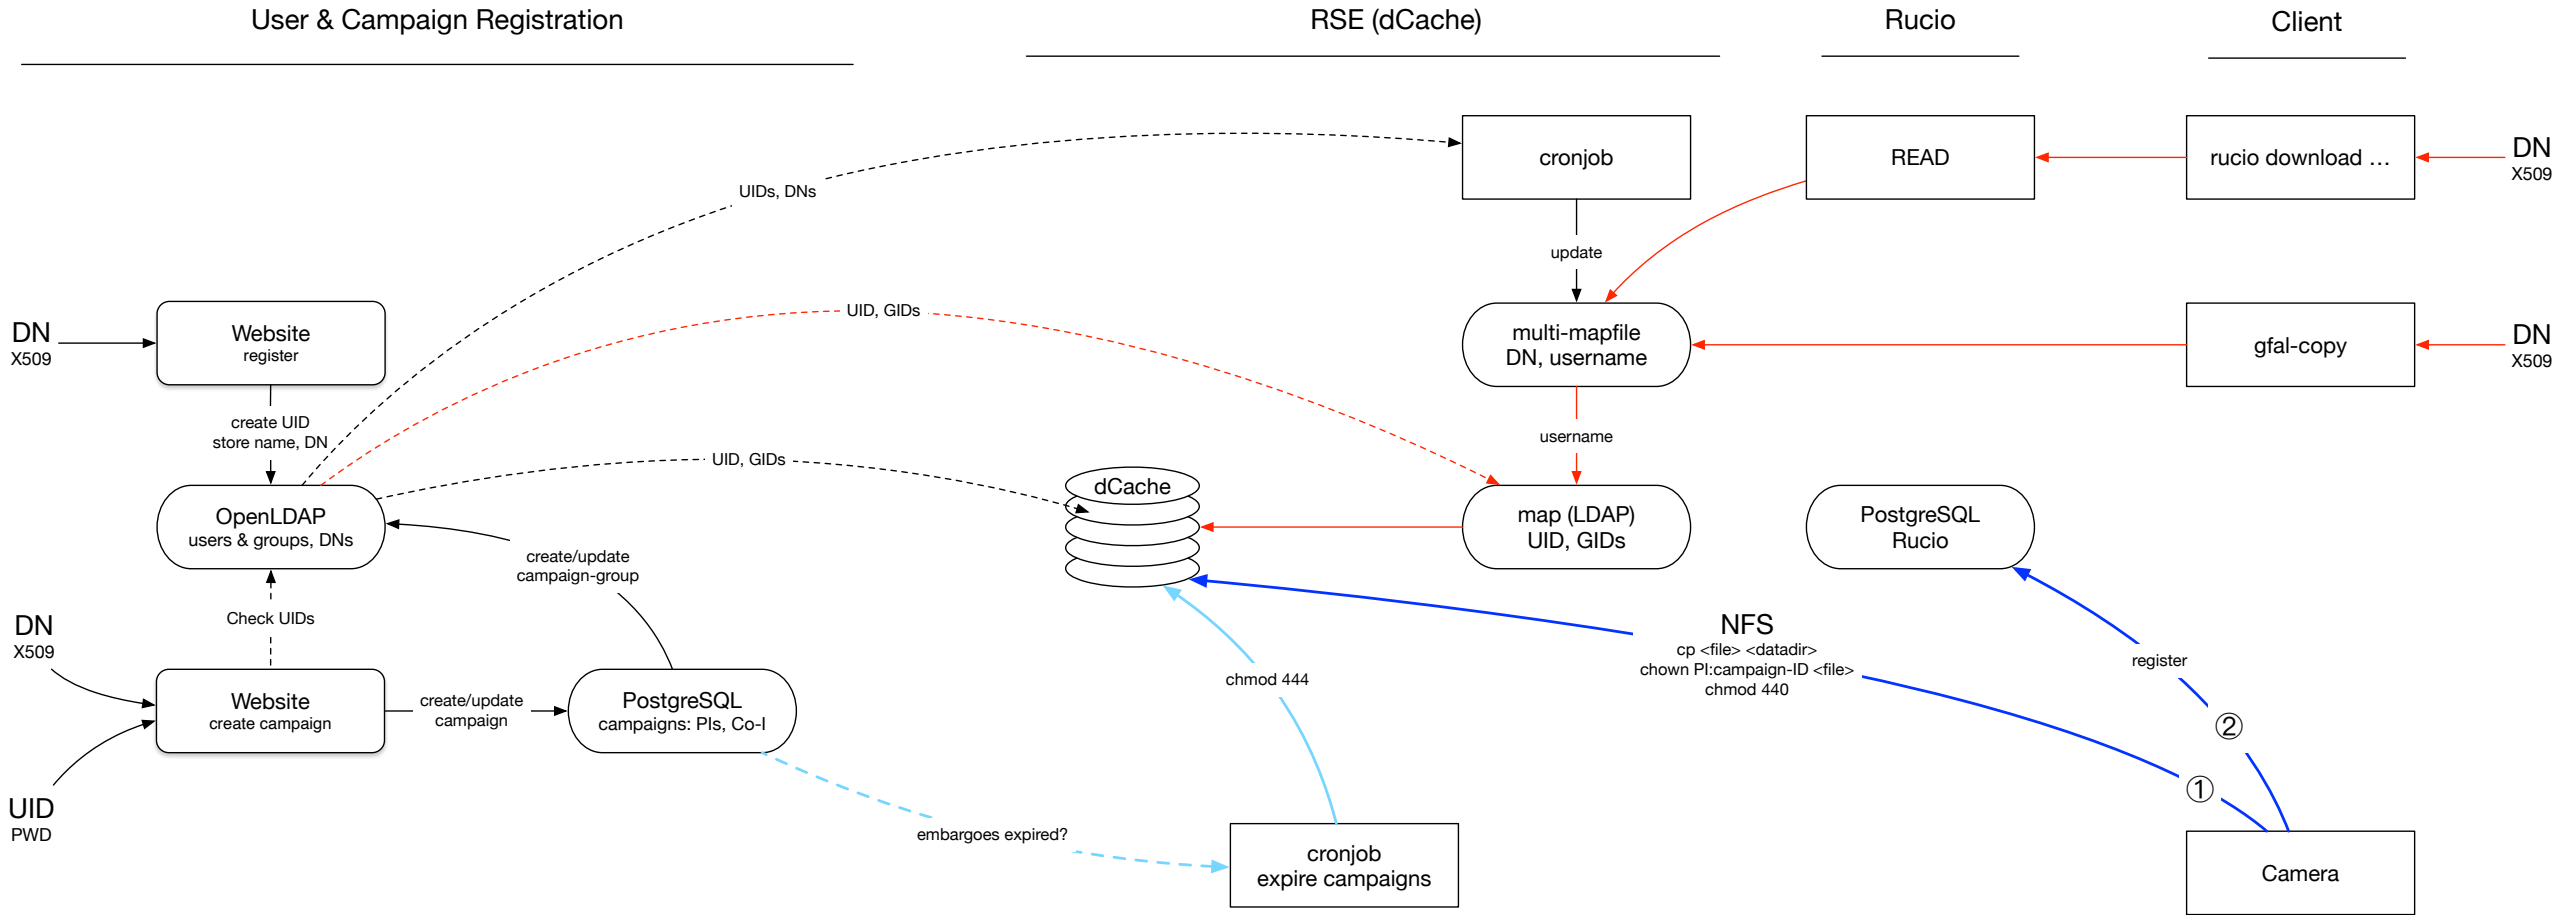 User & Campaign Registration
RSE (dCache)
Rucio
Client
cronjob
READ
rucio download ...
DN
X509
UIDs, DNs
update
DN
X509
Website
register
UID, GIDs
multi-mapfile
DN, username
gfal-copy
DN
X509
create UID
store name, DN
username
UID, GIDs
dCache
OpenLDAP
users & groups, DNs
map (LDAP)
UID, GIDs
PostgreSQL
Rucio
create/update
campaign-group
Check UIDs
DN
X509
NFS
cp <file> <datadir>
chown PI:campaign-ID <file>
chmod 440
register
chmod 444
Website
create campaign
create/update
campaign
PostgreSQL
campaigns: PIs, Co-I
②
①
UID
PWD
embargoes expired?
cronjob
expire campaigns
Camera